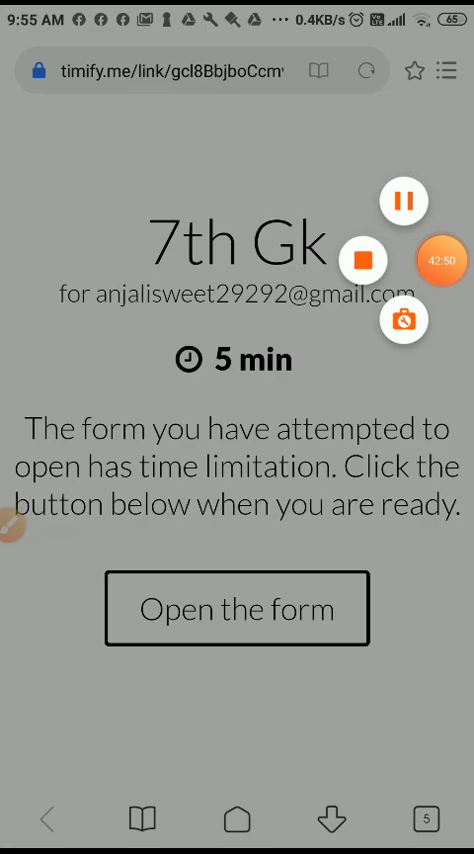 9:55 AM ... 0.4KB/s 65
timify.me/link/gcl8BbjboCcm
7th Gk
42:50
for anjalisweet29292@gmail.com
5 min
The form you have attempted to
open has time limitation. Click the
button below when you are ready.
Open the form
5